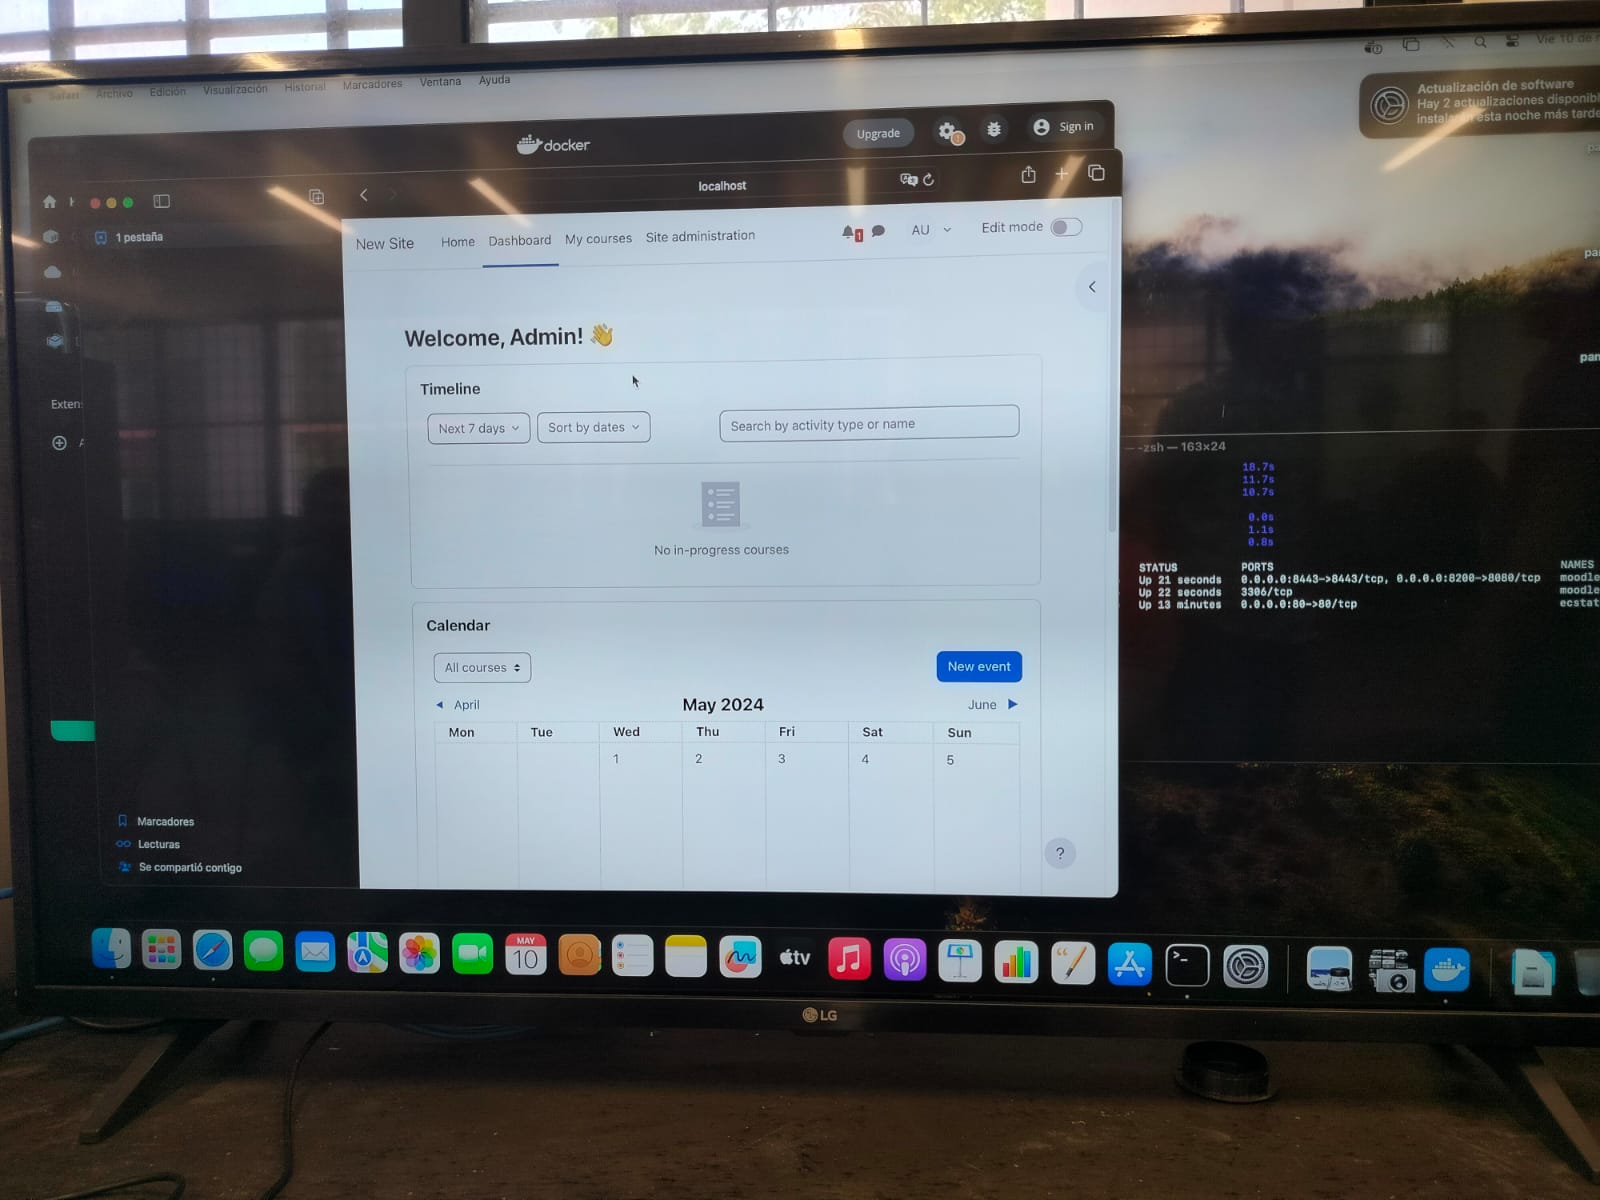 Safari Archivo Edición Visualización Historial Marcadores Ventana Ayuda
Vie 10 de
Actualización de software
Hay 2 actualizaciones disponibl
instalarán esta noche más tarde
docker
Upgrade
Sign in
localhost
1 pestaña
New Site
Home
Dashboard
My courses
Site administration
1
AU
Edit mode
Welcome, Admin! 👋
Timeline
Next 7 days
Sort by dates
Search by activity type or name
No in-progress courses
Exten
Calendar
All courses
New event
April
May 2024
June
Mon Tue Wed Thu Fri Sat Sun
1 2 3 4 5
?
Marcadores
Lecturas
Se compartió contigo
pa
pan
-zsh — 163×24
18.7s
11.7s
10.7s
0.0s
1.1s
0.8s
STATUS PORTS NAMES
Up 21 seconds 0.0.0.0:8443->8443/tcp, 0.0.0.0:8200->8080/tcp moodle
Up 22 seconds 3306/tcp moodle
Up 13 minutes 0.0.0.0:80->80/tcp ecstat
MAY
10
tv
LG